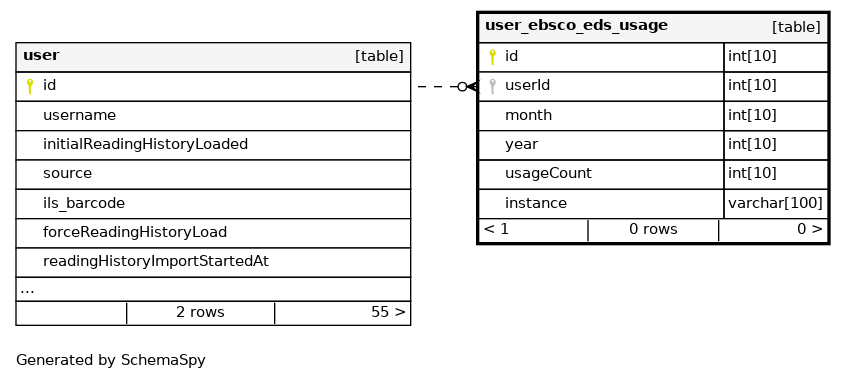 user [table]
id
username
initialReadingHistoryLoaded
source
ils_barcode
forceReadingHistoryLoad
readingHistoryImportStartedAt
...
2 rows 55 >
user_ebsco_eds_usage [table]
id int[10]
userId int[10]
month int[10]
year int[10]
usageCount int[10]
instance varchar[100]
< 1 0 rows 0 >
Generated by SchemaSpy